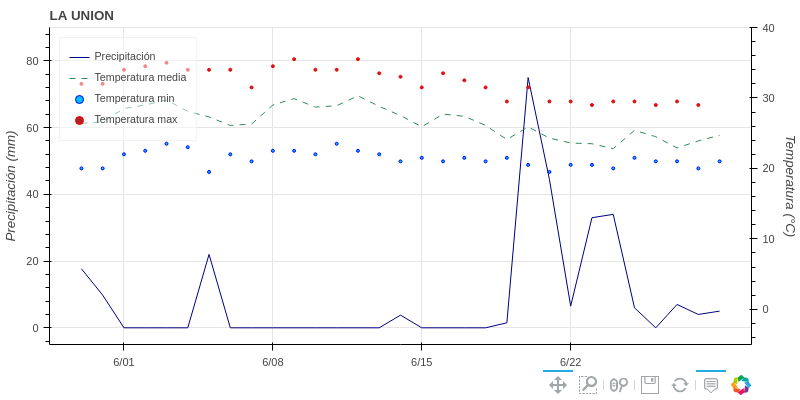 LA UNION
Precipitación
Temperatura media
Temperatura min
Temperatura max
80
60
40
20
0
Precipitación (mm)
40
30
20
10
0
Temperatura (°C)
6/01
6/08
6/15
6/22